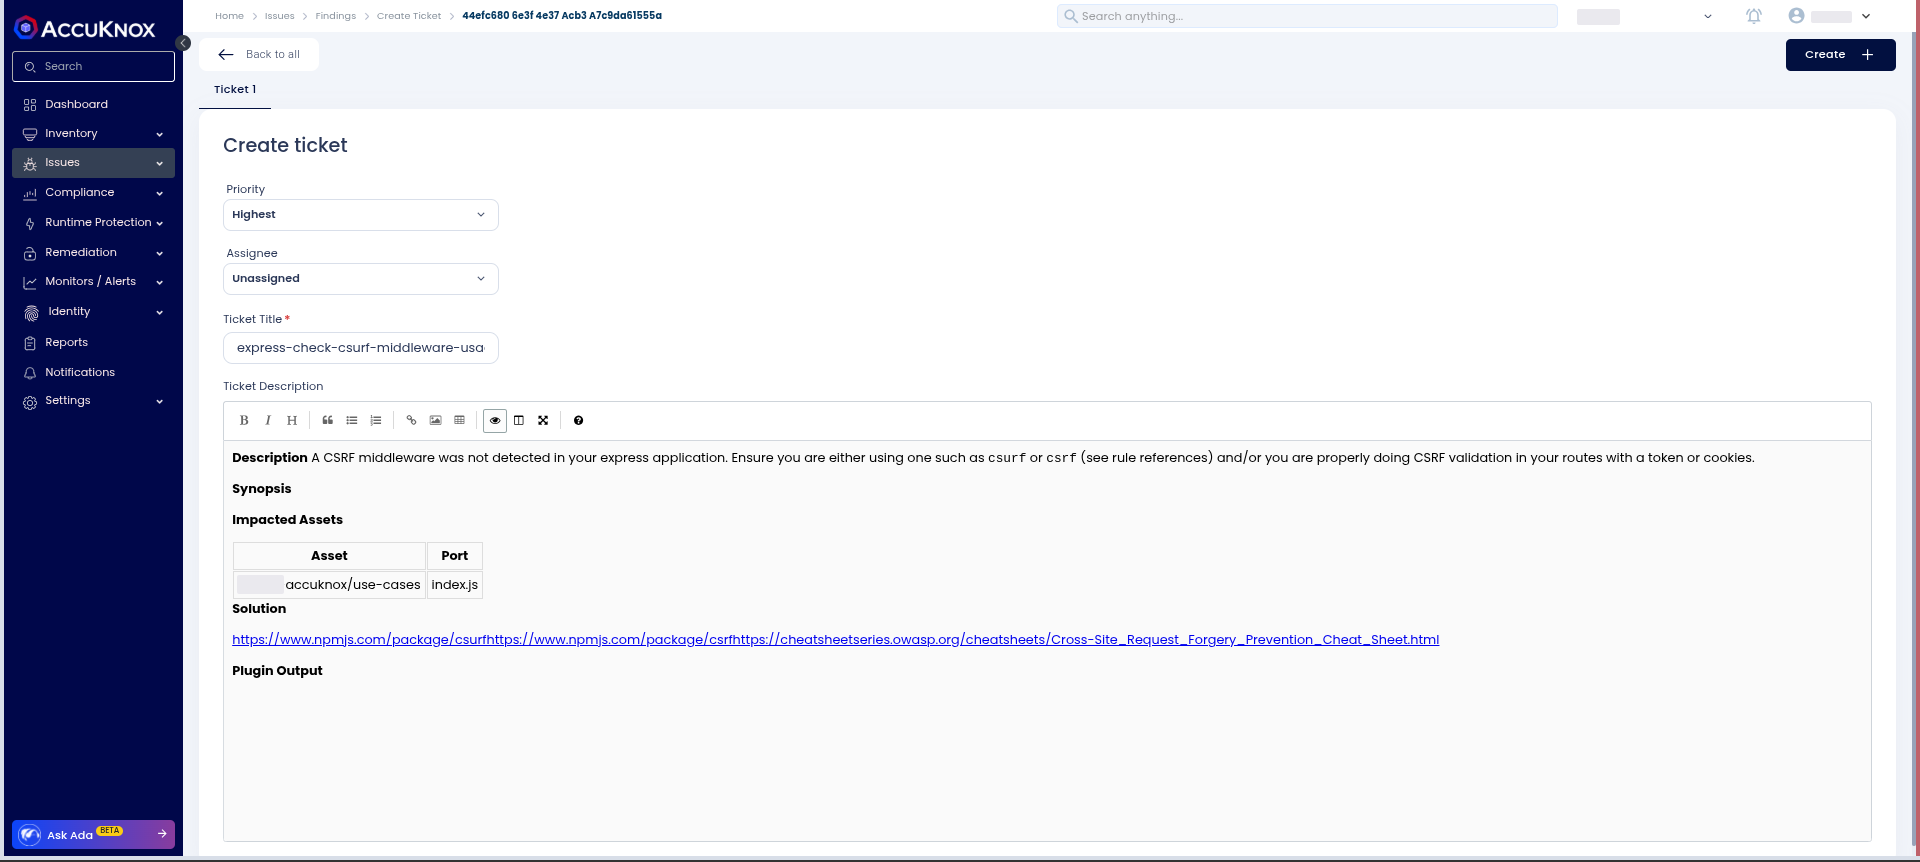 ACCUKNOX
Search
Dashboard
Inventory
Issues
Compliance
Runtime Protection
Remediation
Monitors / Alerts
Identity
Reports
Notifications
Settings
Ask Ada BETA
Home > Issues > Findings > Create Ticket > 44efc680 6e3f 4e37 Acb3 A7c9da61555a
Search anything...
Back to all
Create
Ticket 1
Create ticket
Priority
Highest
Assignee
Unassigned
Ticket Title*
express-check-csurf-middleware-usa
Ticket Description
B I H
Description A CSRF middleware was not detected in your express application. Ensure you are either using one such as csurf or csrf (see rule references) and/or you are properly doing CSRF validation in your routes with a token or cookies.
Synopsis
Impacted Assets
Asset Port
accuknox/use-cases index.js
Solution
https://www.npmjs.com/package/csurfhttps://www.npmjs.com/package/csrfhttps://cheatsheetseries.owasp.org/cheatsheets/Cross-Site_Request_Forgery_Prevention_Cheat_Sheet.html
Plugin Output